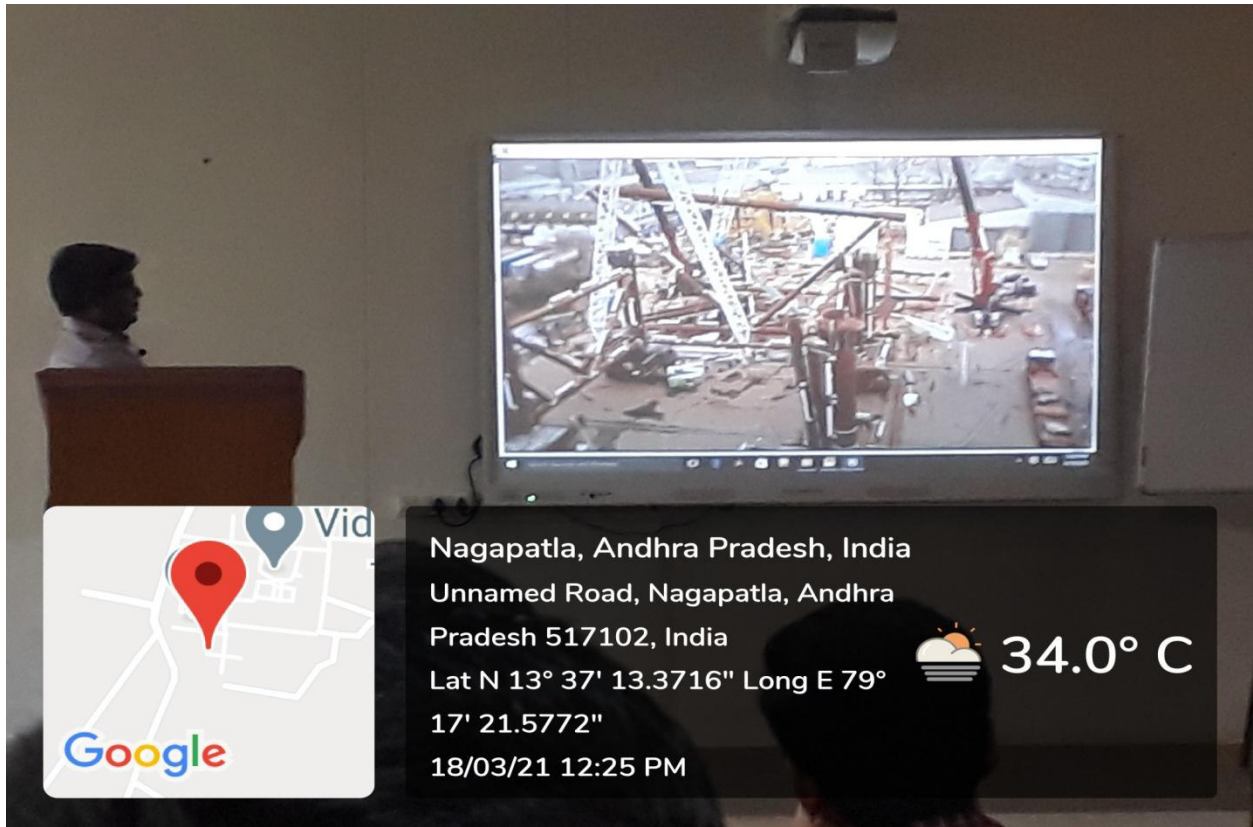 Vid
Google
Nagapatla, Andhra Pradesh, India
Unnamed Road, Nagapatla, Andhra
Pradesh 517102, India
Lat N 13° 37' 13.3716" Long E 79°
17' 21.5772"
18/03/21 12:25 PM
34.0° C